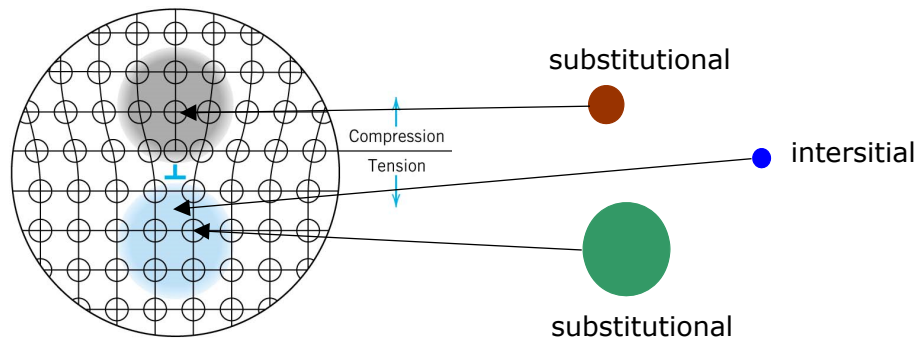 substitutional
Compression
Tension
intersitial
substitutional